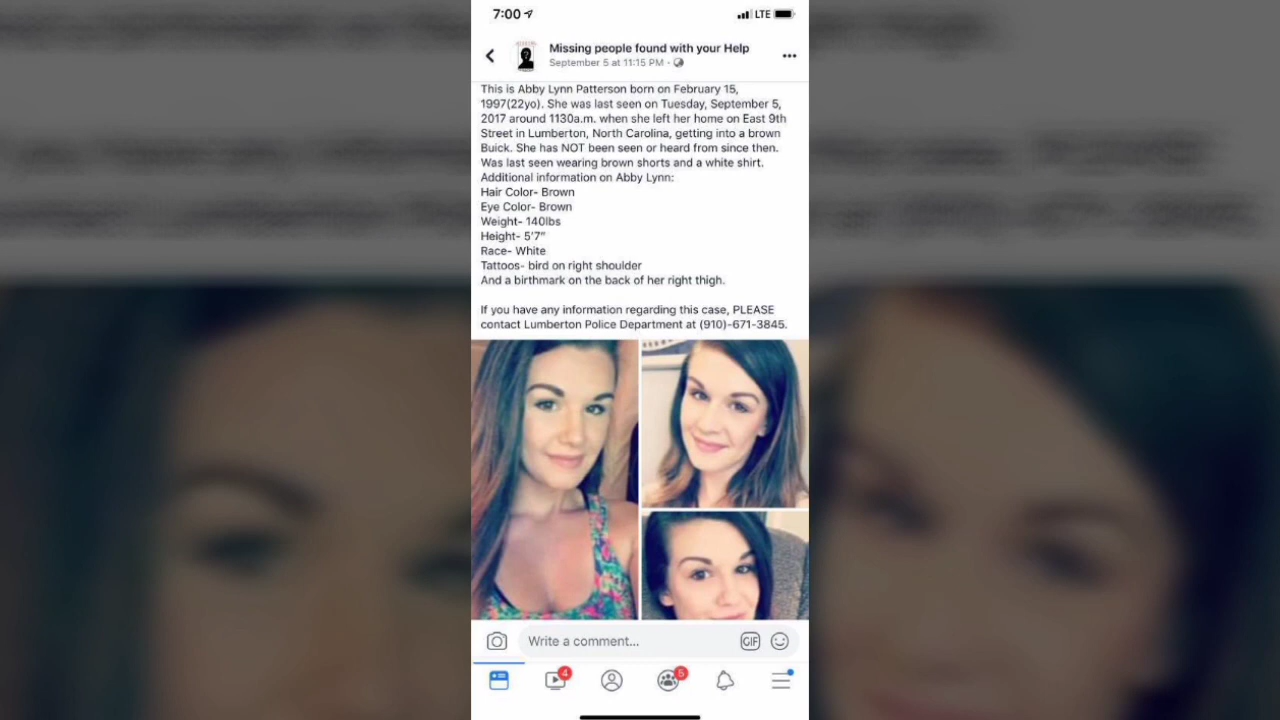 7:00
LTE
Missing people found with your Help
September 5 at 11:15 PM ·
This is Abby Lynn Patterson born on February 15,
1997(22yo). She was last seen on Tuesday, September 5,
2017 around 1130a.m. when she left her home on East 9th
Street in Lumberton, North Carolina, getting into a brown
Buick. She has NOT been seen or heard from since then.
Was last seen wearing brown shorts and a white shirt.
Additional information on Abby Lynn:
Hair Color- Brown
Eye Color- Brown
Weight- 140lbs
Height- 5'7"
Race- White
Tattoos- bird on right shoulder
And a birthmark on the back of her right thigh.
If you have any information regarding this case, PLEASE
contact Lumberton Police Department at (910)-671-3845.
Write a comment...
GIF
4
5